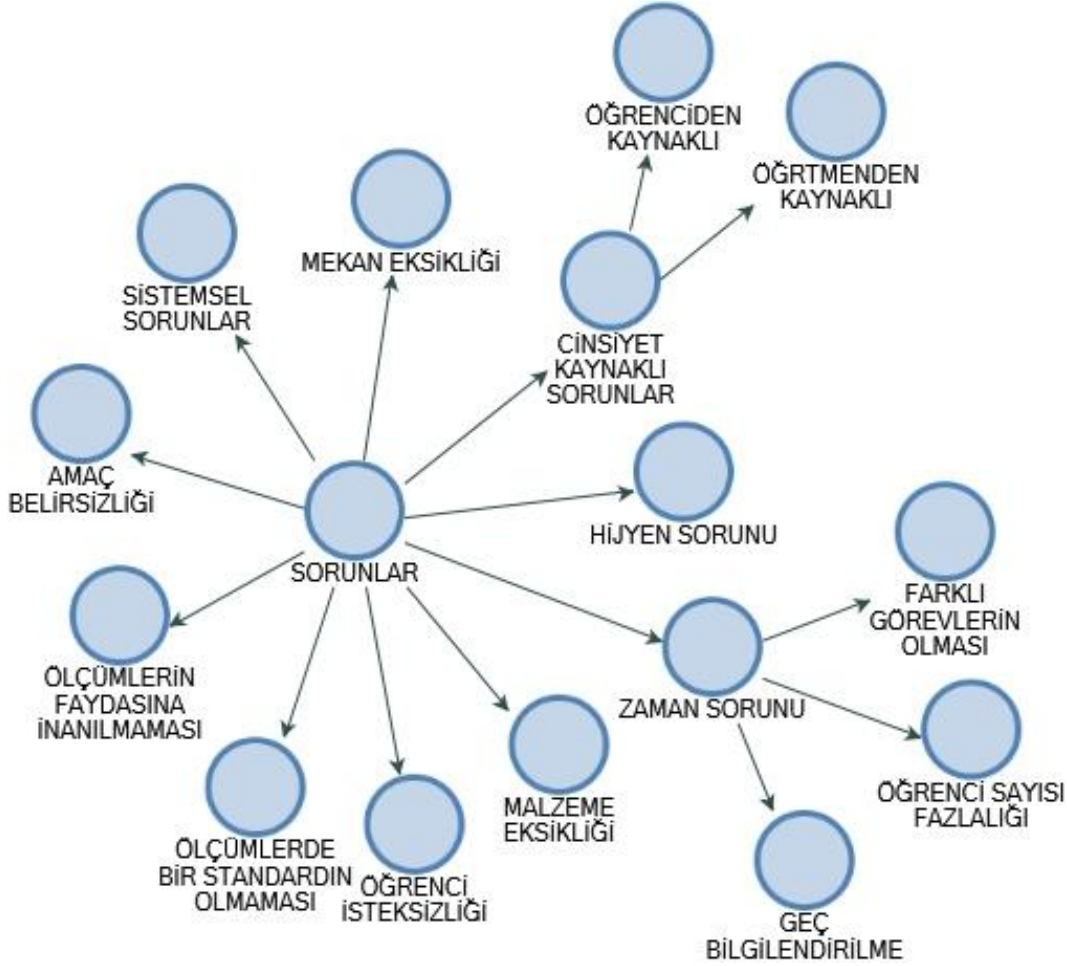 ÖĞRENCİDEN
KAYNAKLI
ÖĞRTMENDEN
KAYNAKLI
MEKAN EKSİKLİĞİ
SİSTEMSEL
SORUNLAR
CİNSİYET
KAYNAKLI
SORUNLAR
AMAÇ
BELİRSİZLİĞİ
HİJYEN SORUNU
SORUNLAR
FARKLI
GÖREVLERİN
OLMASI
ÖLÇÜMLERİN
FAYDASINA
İNANILMAMASI
ZAMAN SORUNU
ÖĞRENCİ SAYISI
FAZLALIĞI
MALZEME
EKSİKLİĞİ
ÖLÇÜMLERDE
BİR STANDARDIN
OLMAMASI
ÖĞRENCİ
İSTEKSİZLİĞİ
GEÇ
BİLGİLENDİRİLME